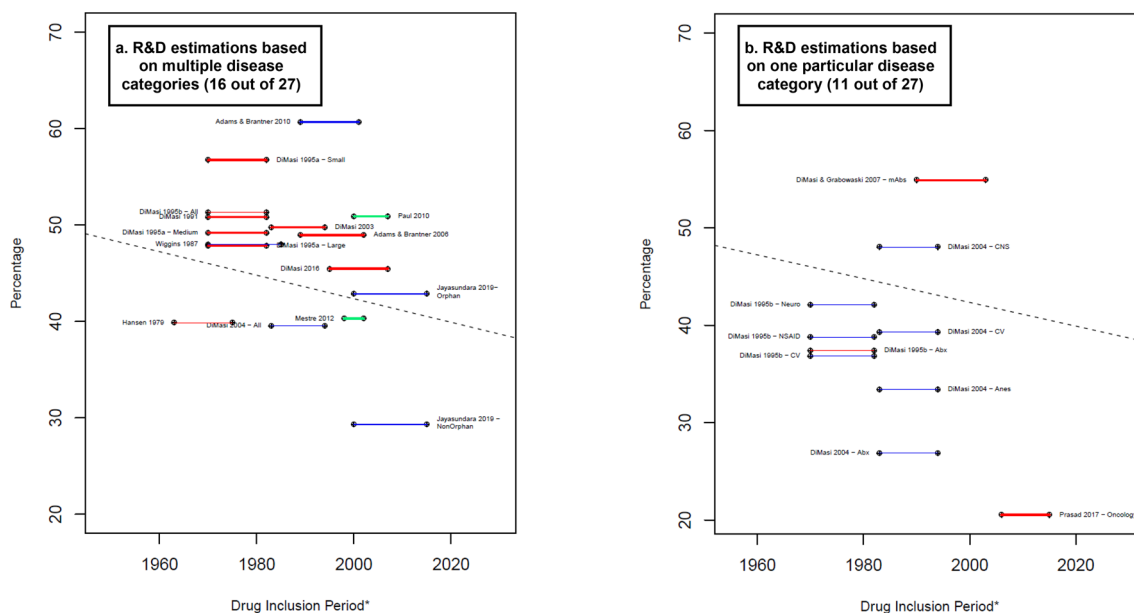 a. R&D estimations based
on multiple disease
categories (16 out of 27)
Percentage
70
60
50
40
30
20
Adams & Brantner 2010
DiMasi 1995a – Small
DiMasi 1995b – All
DiMasi 1991
Paul 2010
DiMasi 2003
DiMasi 1995a – Medium
Adams & Brantner 2006
Wiggins 1987
DiMasi 1995a – Large
DiMasi 2016
Jayasundara 2019–
Orphan
Hansen 1979
DiMasi 2004 – All
Mestre 2012
Jayasundara 2019 –
NonOrphan
1960
1980
2000
2020
Drug Inclusion Period*
b. R&D estimations based
on one particular disease
category (11 out of 27)
Percentage
70
60
50
40
30
20
DiMasi & Grabowaski 2007 – mAbs
DiMasi 2004 – CNS
DiMasi 1995b – Neuro
DiMasi 2004 – CV
DiMasi 1995b – NSAID
DiMasi 1995b – Abx
DiMasi 1995b – CV
DiMasi 2004 – Anes
DiMasi 2004 – Abx
Prasad 2017 – Oncology
1960
1980
2000
2020
Drug Inclusion Period*